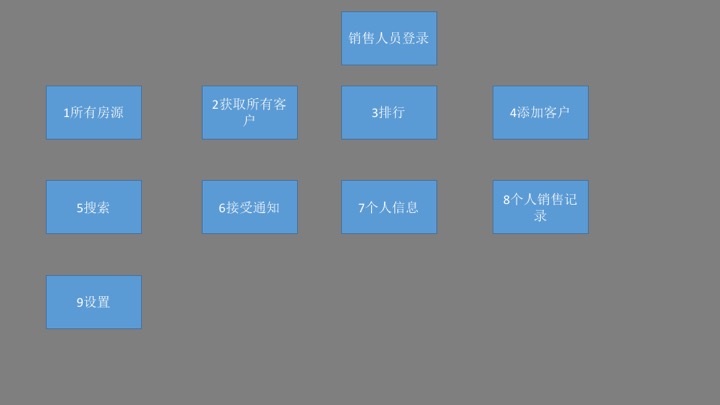 销售人员登录
1所有房源
2获取所有客
户
3排行
4添加客户
5搜索
6接受通知
7个人信息
8个人销售记
录
9设置